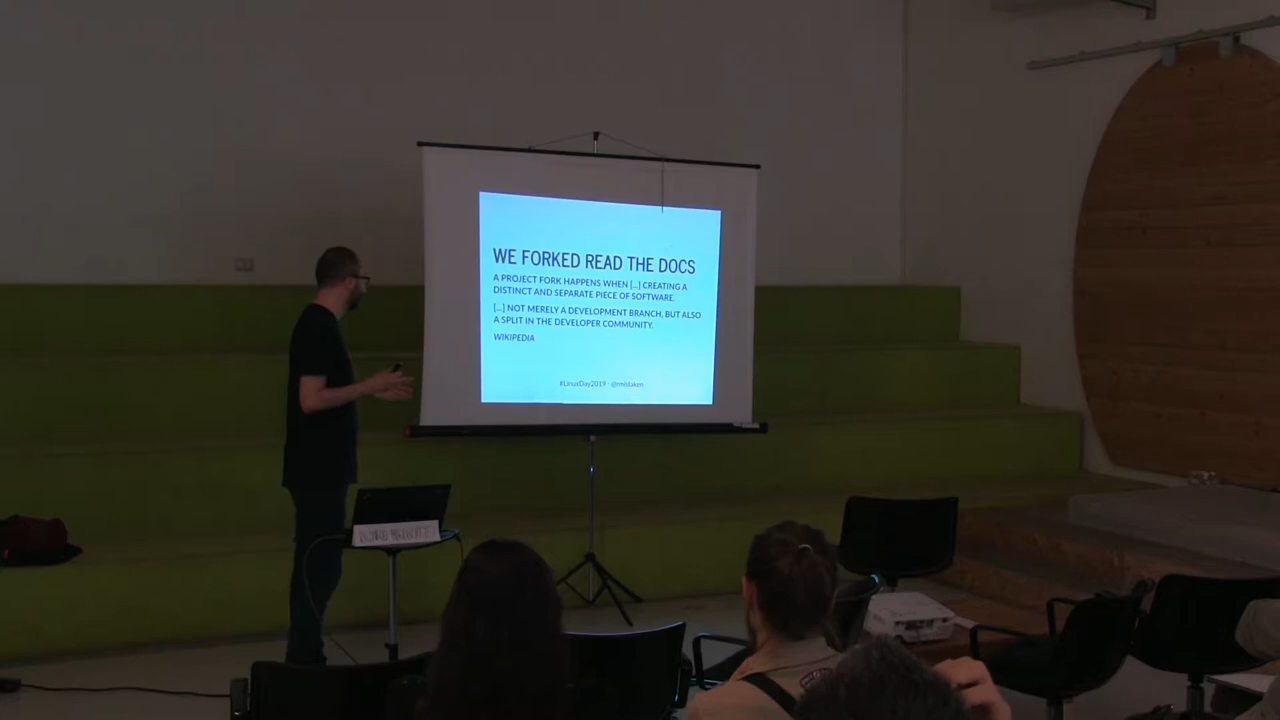 WE FORKED READ THE DOCS
A PROJECT FORK HAPPENS WHEN [...] CREATING A
DISTINCT AND SEPARATE PIECE OF SOFTWARE.
[...] NOT MERELY A DEVELOPMENT BRANCH, BUT ALSO
A SPLIT IN THE DEVELOPER COMMUNITY.
WIKIPEDIA
#LinuxDay2019 - @rmistaken